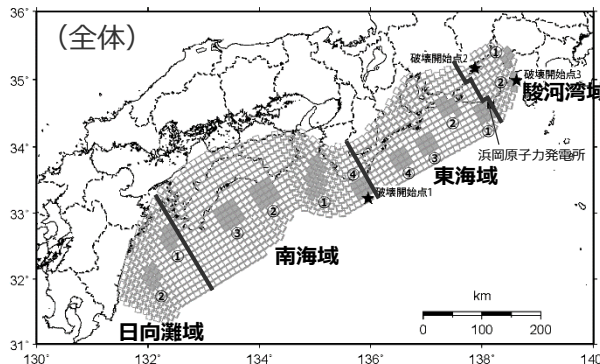 36°
（全体）
破壊開始点2
①
35°
破壊開始点3
②
駿河湾域
②
①
浜岡原子力発電所
34°
③
④
④
東海域
破壊開始点1
33°
①
②
③
①
南海域
32°
②
km
日向灘域
0
100
200
31°
130°
132°
134°
136°
138°
140°